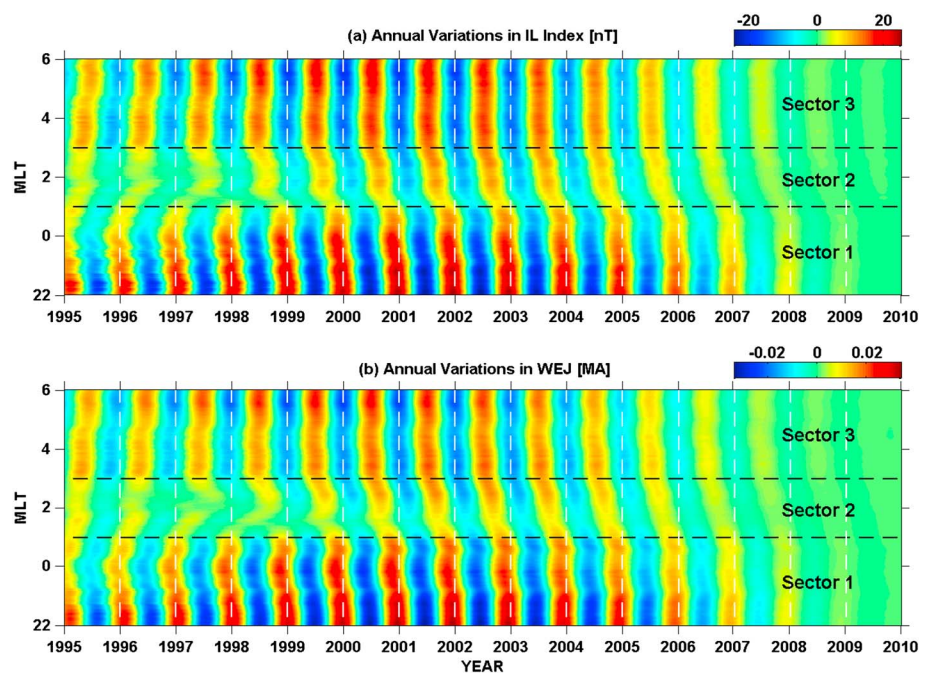 (a) Annual Variations in IL Index [nT]
-20 0 20
6
4
2
0
22
MLT
Sector 3
Sector 2
Sector 1
1995 1996 1997 1998 1999 2000 2001 2002 2003 2004 2005 2006 2007 2008 2009 2010
(b) Annual Variations in WEJ [MA]
-0.02 0 0.02
6
4
2
0
22
MLT
Sector 3
Sector 2
Sector 1
1995 1996 1997 1998 1999 2000 2001 2002 2003 2004 2005 2006 2007 2008 2009 2010
YEAR